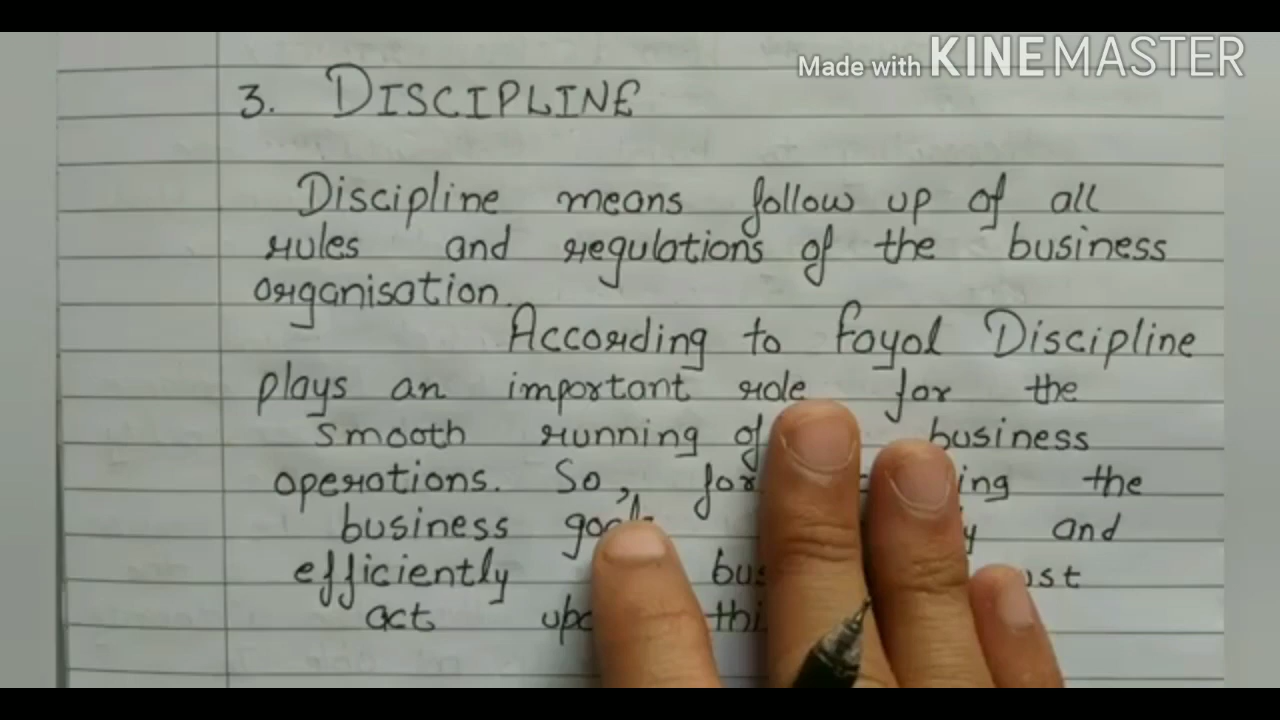 Made with KINEMASTER
3. DISCIPLINE
Discipline means follow up of all
rules and regulations of the business
organisation.
According to Fayol Discipline
plays an important role for the
smooth running of business
operations. So, for the
business and
efficiently
act